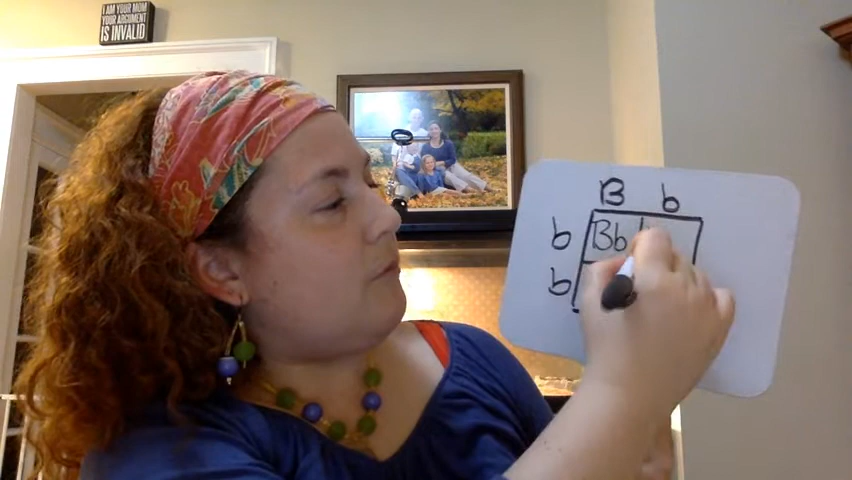 I AM YOUR MOM
YOUR ARGUMENT
IS INVALID
B b
b Bb
b